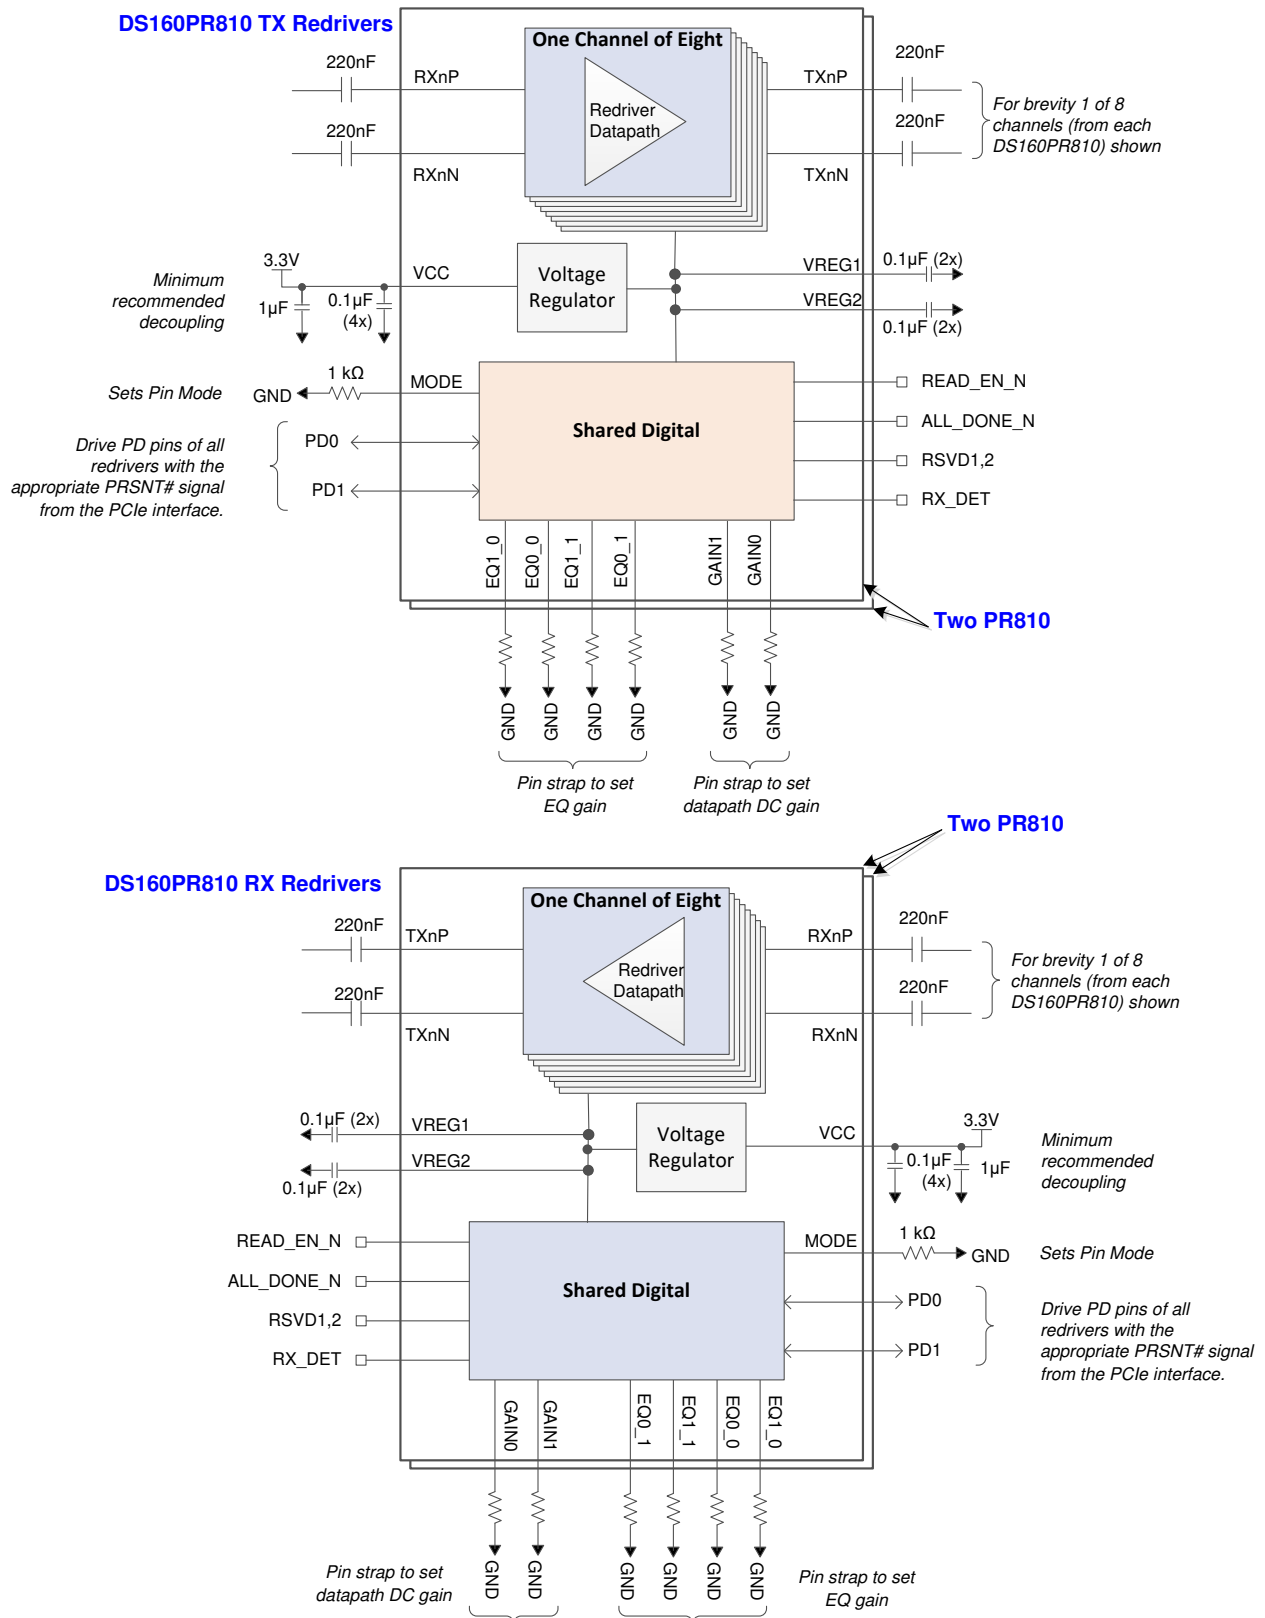 DS160PR810 TX Redrivers
One Channel of Eight
220nF
RXnP
TXnP
220nF
Redriver
Datapath
For brevity 1 of 8
channels (from each
DS160PR810) shown
220nF
220nF
RXnN
TXnN
Minimum
recommended
decoupling
3.3V
1µF
0.1µF
(4x)
VCC
Voltage
Regulator
VREG1
0.1µF (2x)
VREG2
0.1µF (2x)
Sets Pin Mode
GND
1 kΩ
MODE
Shared Digital
READ_EN_N
ALL_DONE_N
RSVD1,2
RX_DET
Drive PD pins of all
redrivers with the
appropriate PRSNT# signal
from the PCIe interface.
PD0
PD1
EQ1_0
EQ0_0
EQ1_1
EQ0_1
GAIN1
GAIN0
Two PR810
GND
GND
GND
GND
GND
GND
Pin strap to set
EQ gain
Pin strap to set
datapath DC gain
Two PR810
DS160PR810 RX Redrivers
One Channel of Eight
220nF
TXnP
RXnP
220nF
Redriver
Datapath
For brevity 1 of 8
channels (from each
DS160PR810) shown
220nF
220nF
TXnN
RXnN
0.1µF (2x)
VREG1
VREG2
0.1µF (2x)
Voltage
Regulator
VCC
3.3V
0.1µF
(4x)
1µF
Minimum
recommended
decoupling
READ_EN_N
ALL_DONE_N
RSVD1,2
RX_DET
Shared Digital
MODE
1 kΩ
GND
Sets Pin Mode
PD0
PD1
Drive PD pins of all
redrivers with the
appropriate PRSNT# signal
from the PCIe interface.
GAIN0
GAIN1
EQ0_1
EQ1_1
EQ0_0
EQ1_0
GND
GND
GND
GND
GND
GND
Pin strap to set
datapath DC gain
Pin strap to set
EQ gain